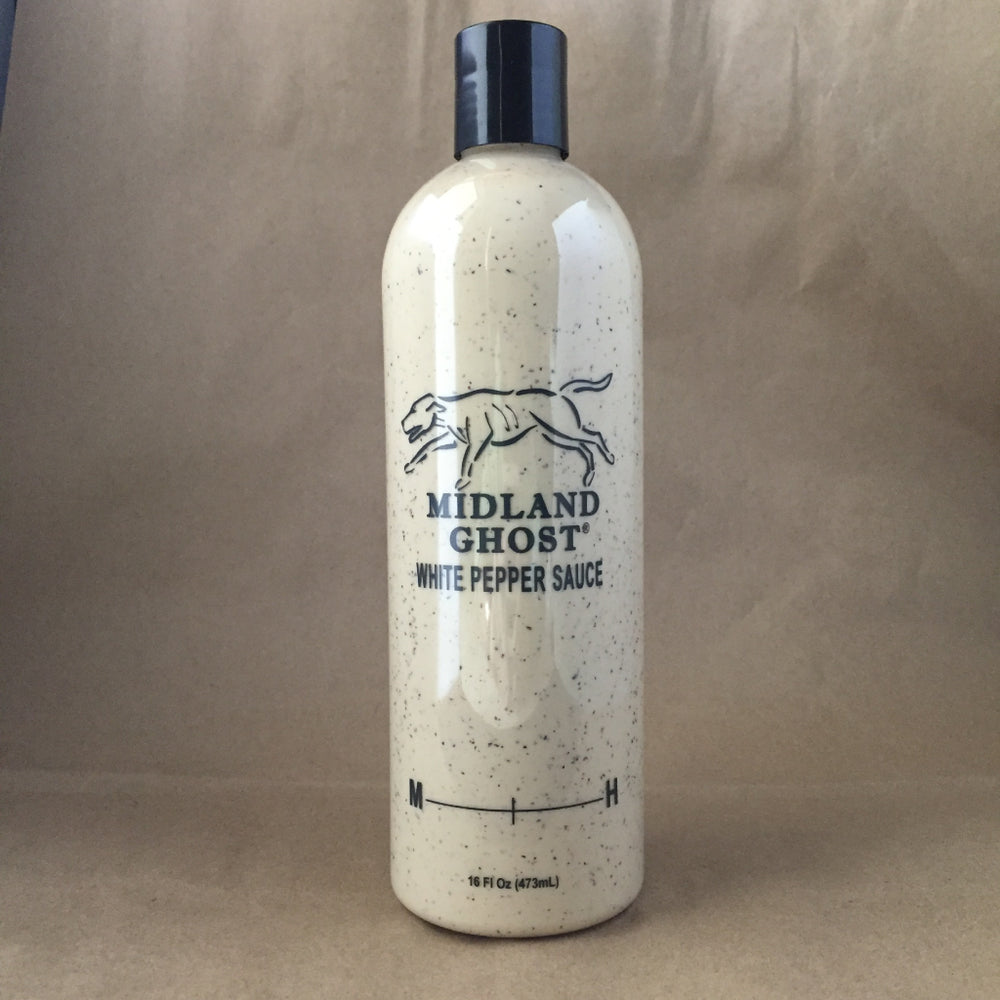 MIDLAND
GHOST®
WHITE PEPPER SAUCE
M H
16 Fl Oz (473mL)